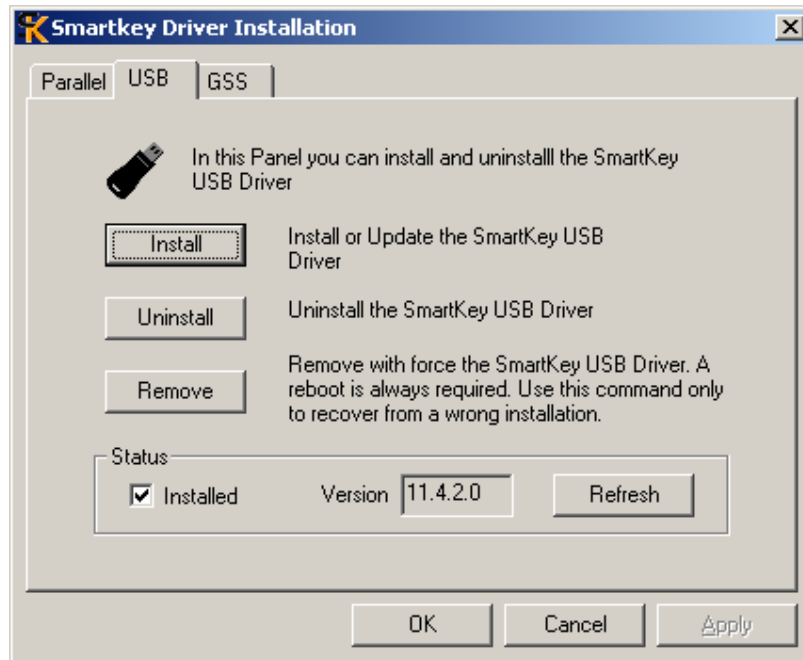 Smartkey Driver Installation
Parallel USB GSS
In this Panel you can install and uninstalll the SmartKey
USB Driver
Install
Install or Update the SmartKey USB
Driver
Uninstall
Uninstall the SmartKey USB Driver
Remove
Remove with force the SmartKey USB Driver. A
reboot is always required. Use this command only
to recover from a wrong installation.
Status
Installed Version 11.4.2.0 Refresh
OK Cancel Apply